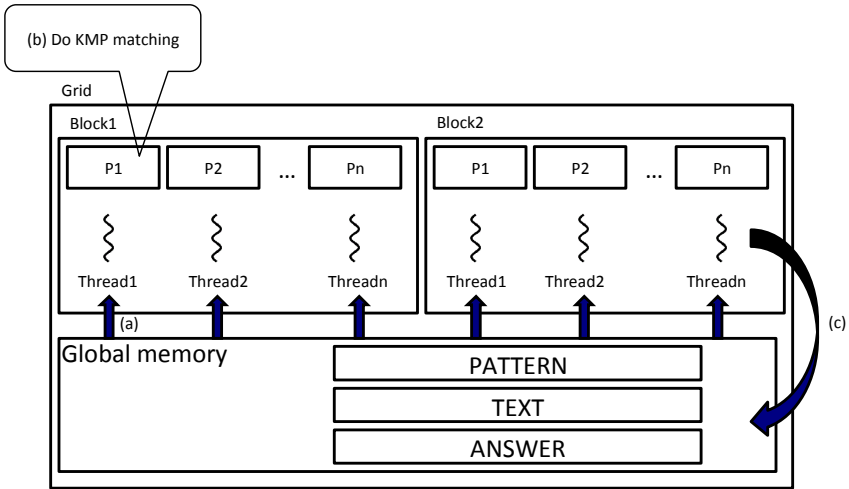 (b) Do KMP matching
Grid
Block1
Block2
P1
P2
...
Pn
P1
P2
...
Pn
Thread1
Thread2
Threadn
Thread1
Thread2
Threadn
(a)
(c)
Global memory
PATTERN
TEXT
ANSWER